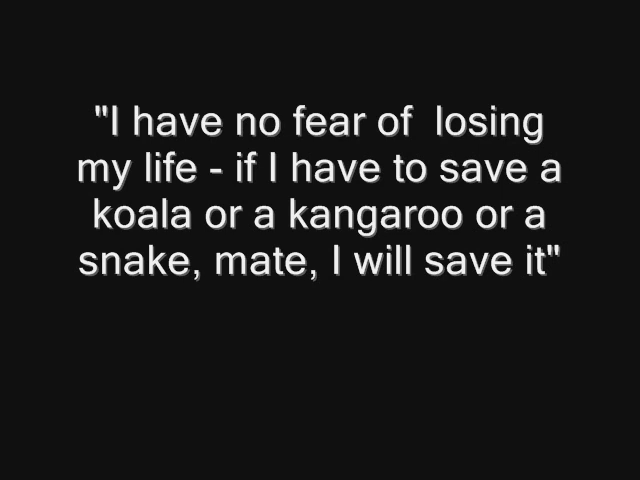 "I have no fear of  losing
my life - if I have to save a
koala or a kangaroo or a
snake, mate, I will save it"